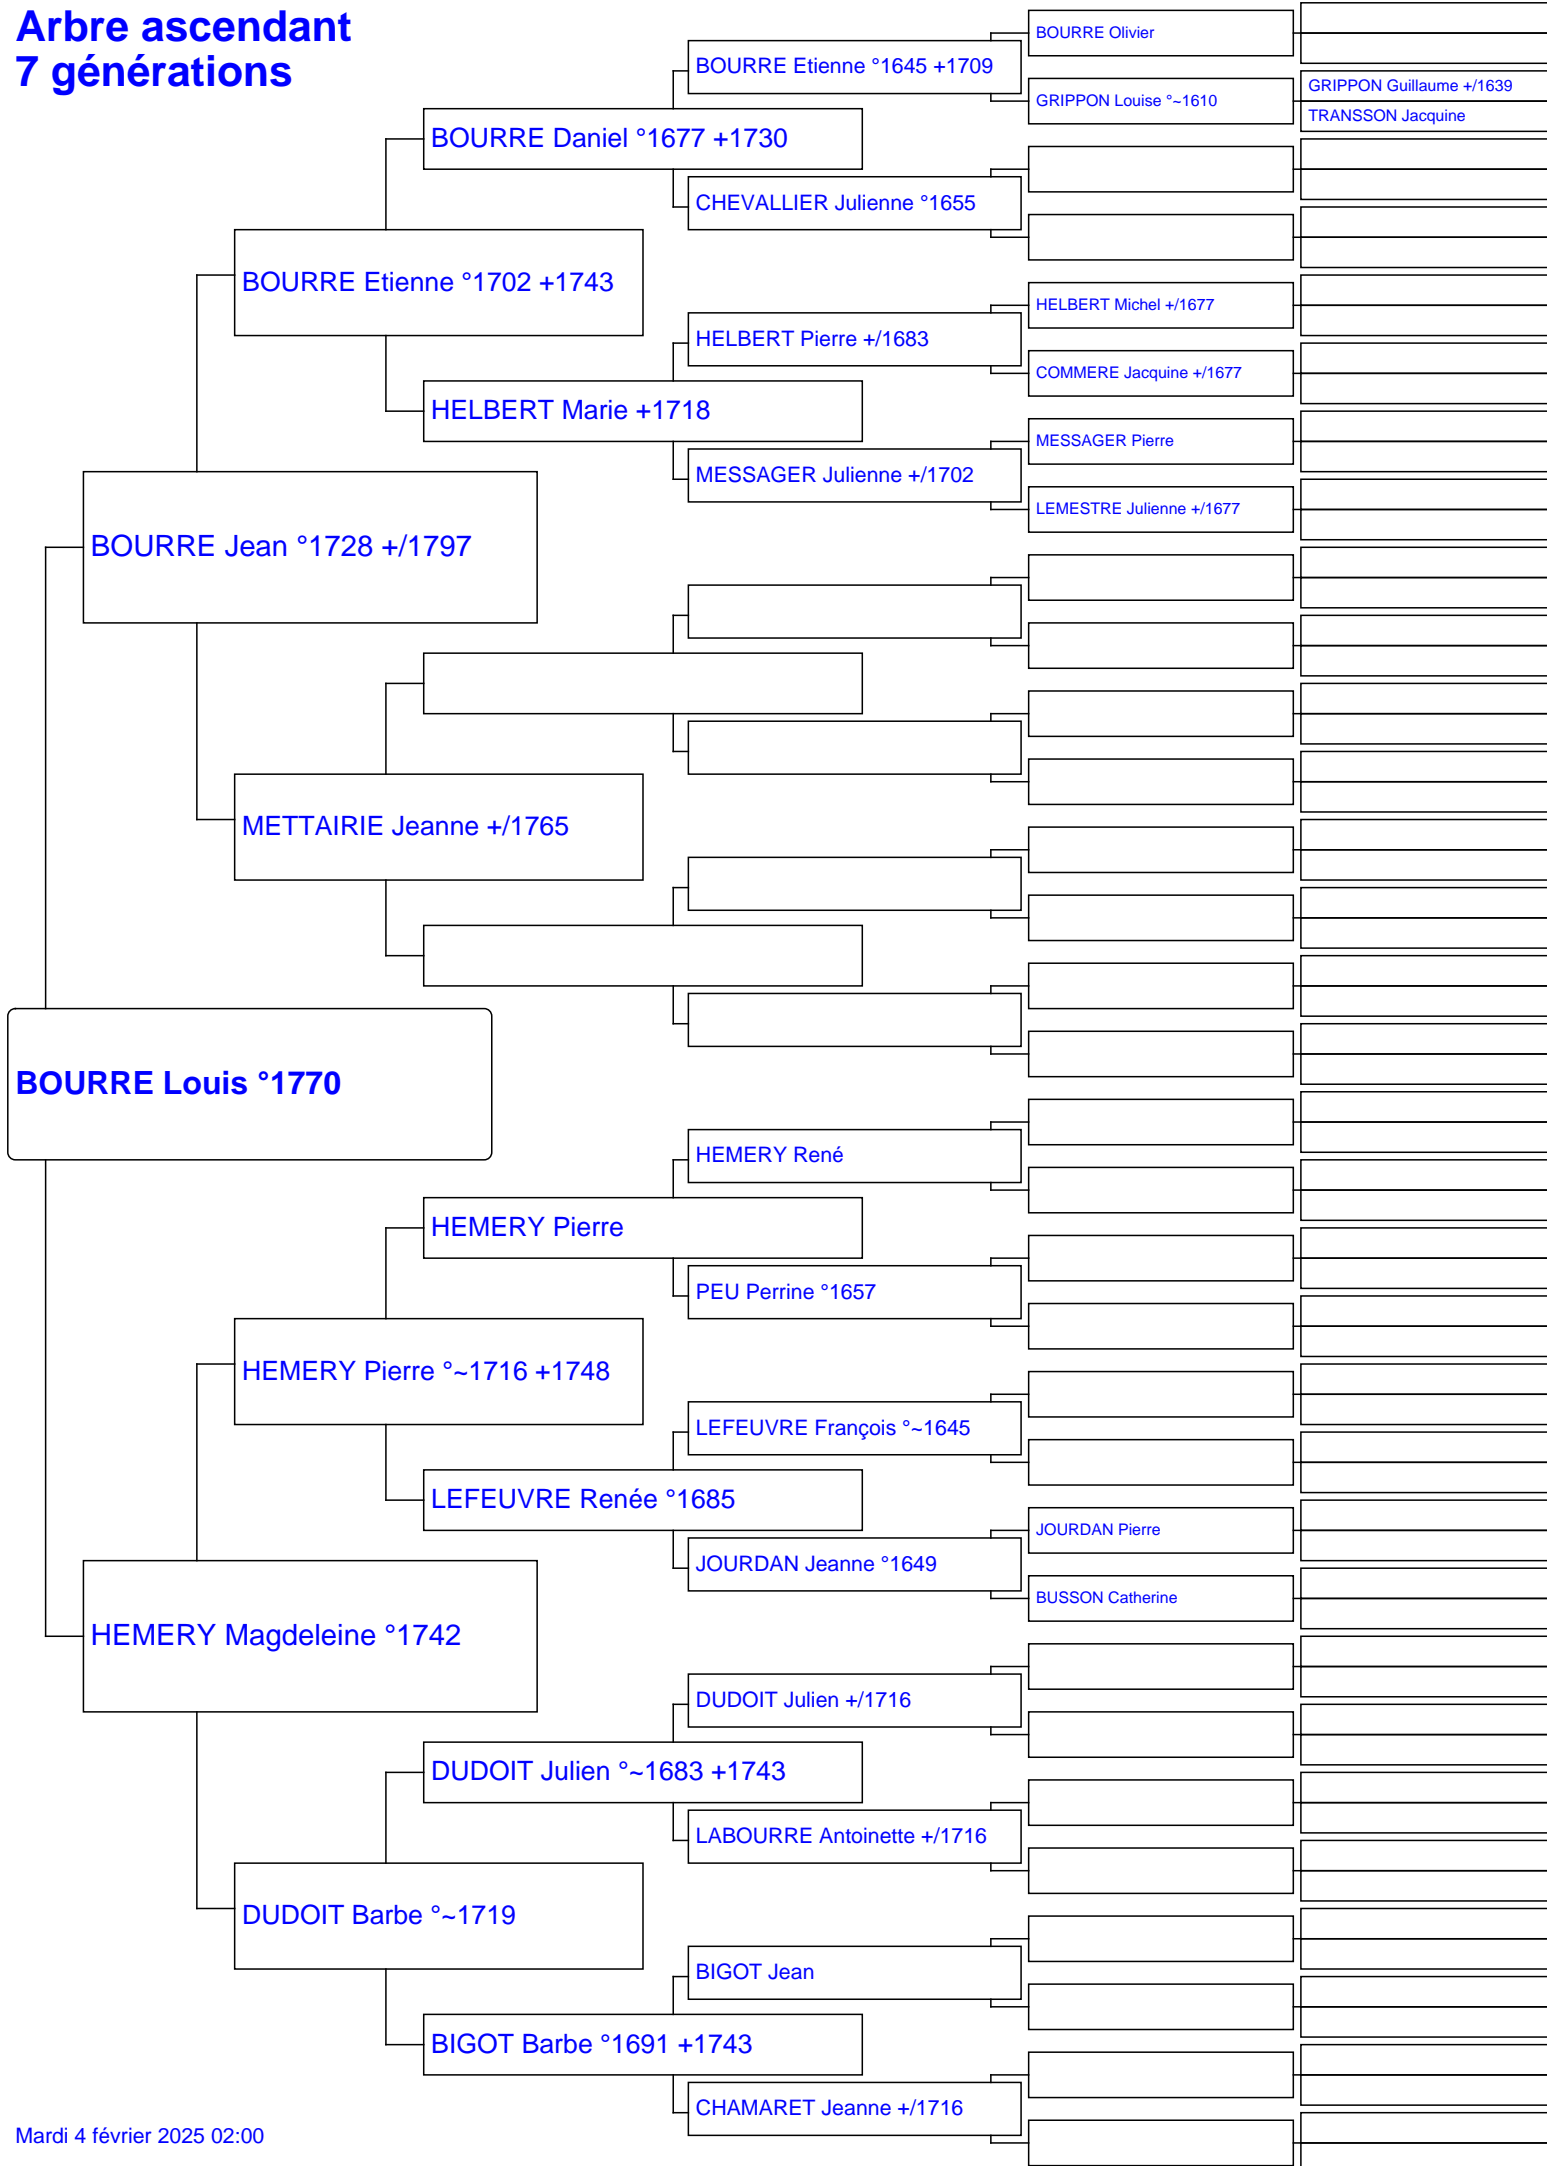 Arbre ascendant
7 générations
BOURRE Olivier
BOURRE Etienne °1645 +1709
GRIPPON Guillaume +/1639
GRIPPON Louise °~1610
TRANSSON Jacquine
BOURRE Daniel °1677 +1730
CHEVALLIER Julienne °1655
BOURRE Etienne °1702 +1743
HELBERT Michel +/1677
HELBERT Pierre +/1683
COMMERE Jacquine +/1677
HELBERT Marie +1718
MESSAGER Pierre
MESSAGER Julienne +/1702
LEMESTRE Julienne +/1677
BOURRE Jean °1728 +/1797
METTAIRIE Jeanne +/1765
BOURRE Louis °1770
HEMERY René
HEMERY Pierre
PEU Perrine °1657
HEMERY Pierre °~1716 +1748
LEFEUVRE François °~1645
LEFEUVRE Renée °1685
JOURDAN Pierre
JOURDAN Jeanne °1649
BUSSON Catherine
HEMERY Magdeleine °1742
DUDOIT Julien +/1716
DUDOIT Julien °~1683 +1743
LABOURRE Antoinette +/1716
DUDOIT Barbe °~1719
BIGOT Jean
BIGOT Barbe °1691 +1743
CHAMARET Jeanne +/1716
Mardi 4 février 2025 02:00